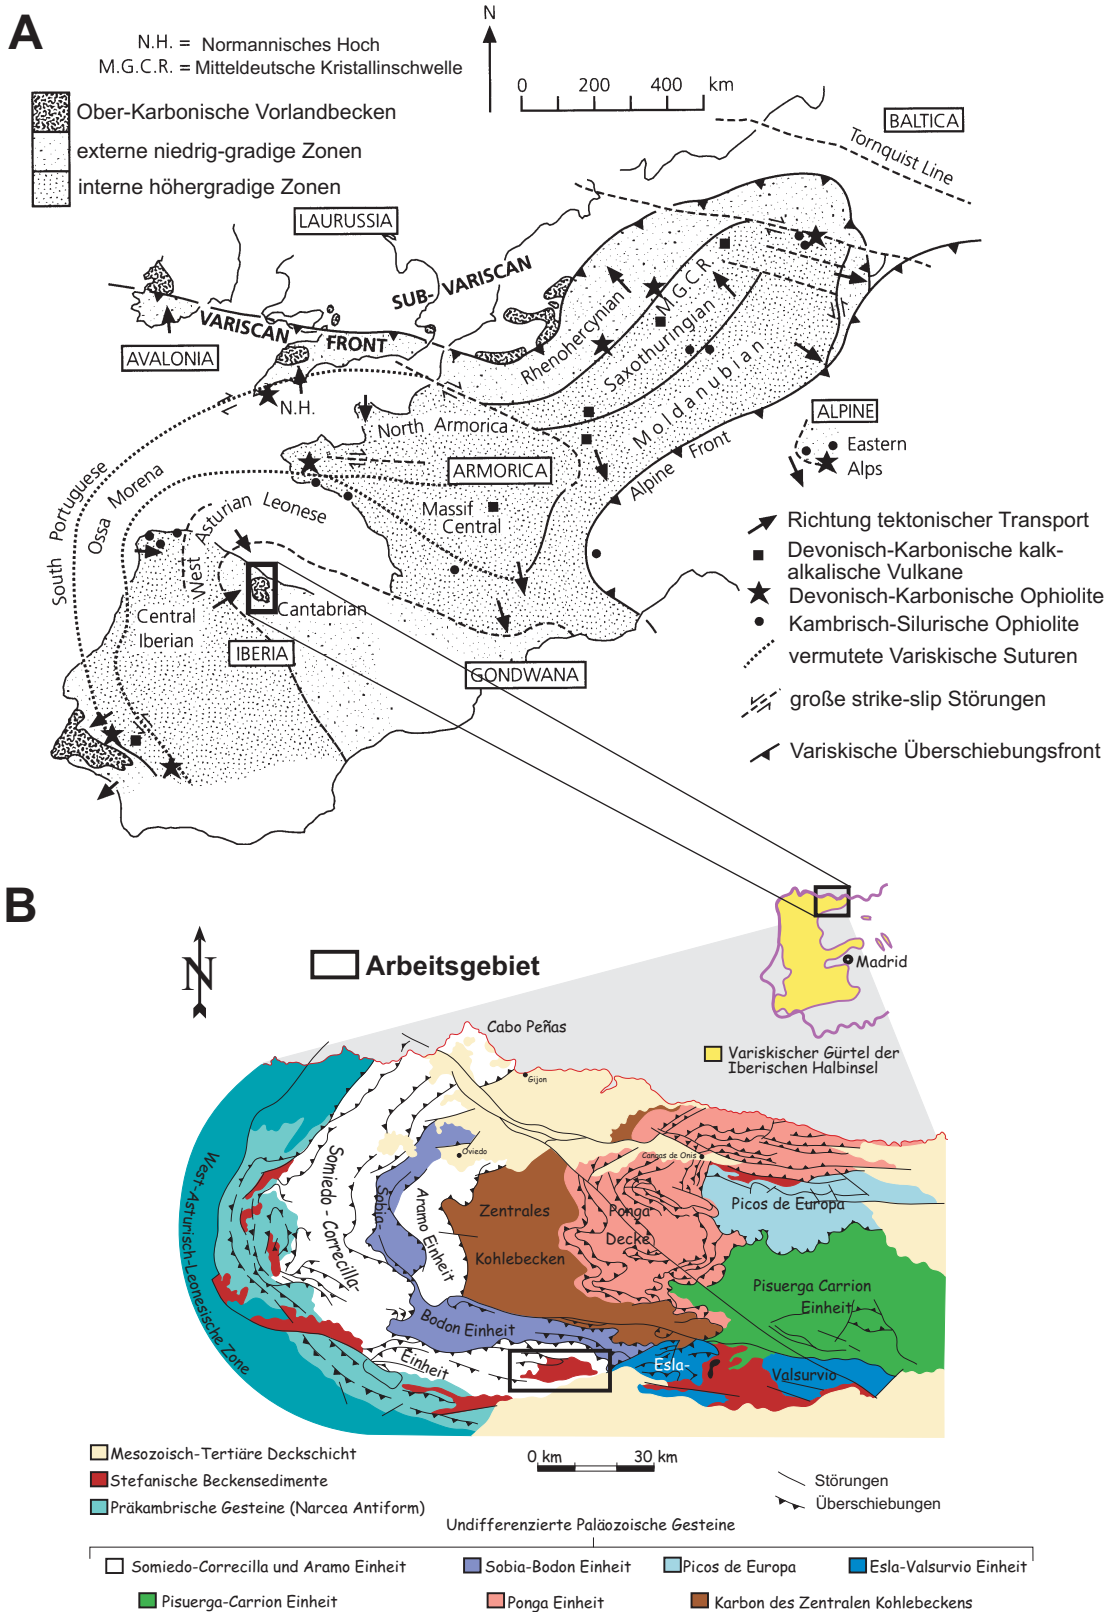 A
N
N.H. = Normannisches Hoch
M.G.C.R. = Mitteldeutsche Kristallinschwelle
0 200 400 km
Ober-Karbonische Vorlandbecken
externe niedrig-gradige Zonen
interne höhergradige Zonen
BALTICA
Tornquist Line
LAURUSSIA
SUB- VARISCAN
VARISCAN
FRONT
AVALONIA
N.H.
Rhenohercynian
M.G.C.R
Saxothuringian
Moldanubian
North Armorica
ARMORICA
Massif
Central
Alpine Front
ALPINE
Eastern
Alps
South Portuguese
Ossa Morena
West Asturian Leonese
Cantabrian
Central
Iberian
IBERIA
GONDWANA
Richtung tektonischer Transport
Devonisch-Karbonische kalk-
alkalische Vulkane
Devonisch-Karbonische Ophiolite
Kambrisch-Silurische Ophiolite
vermutete Variskische Suturen
große strike-slip Störungen
Variskische Überschiebungsfront
B
N
Arbeitsgebiet
Madrid
Variskischer Gürtel der
Iberischen Halbinsel
Cabo Peñas
Gijon
Oviedo
Cangas de Onis
West-Asturisch-Leonesische Zone
Somiedo - Correcilla-
Einheit
Sobia-
Aramo Einheit
Bodon Einheit
Zentrales
Kohlebecken
Ponga
Decke
Picos de Europa
Pisuerga Carrion
Einheit
Esla-
Valsurvio
Mesozoisch-Tertiäre Deckschicht
Stefanische Beckensedimente
Präkambrische Gesteine (Narcea Antiform)
0 km 30 km
Störungen
Überschiebungen
Undifferenzierte Paläozoische Gesteine
Somiedo-Correcilla und Aramo Einheit
Sobia-Bodon Einheit
Picos de Europa
Esla-Valsurvio Einheit
Pisuerga-Carrion Einheit
Ponga Einheit
Karbon des Zentralen Kohlebeckens